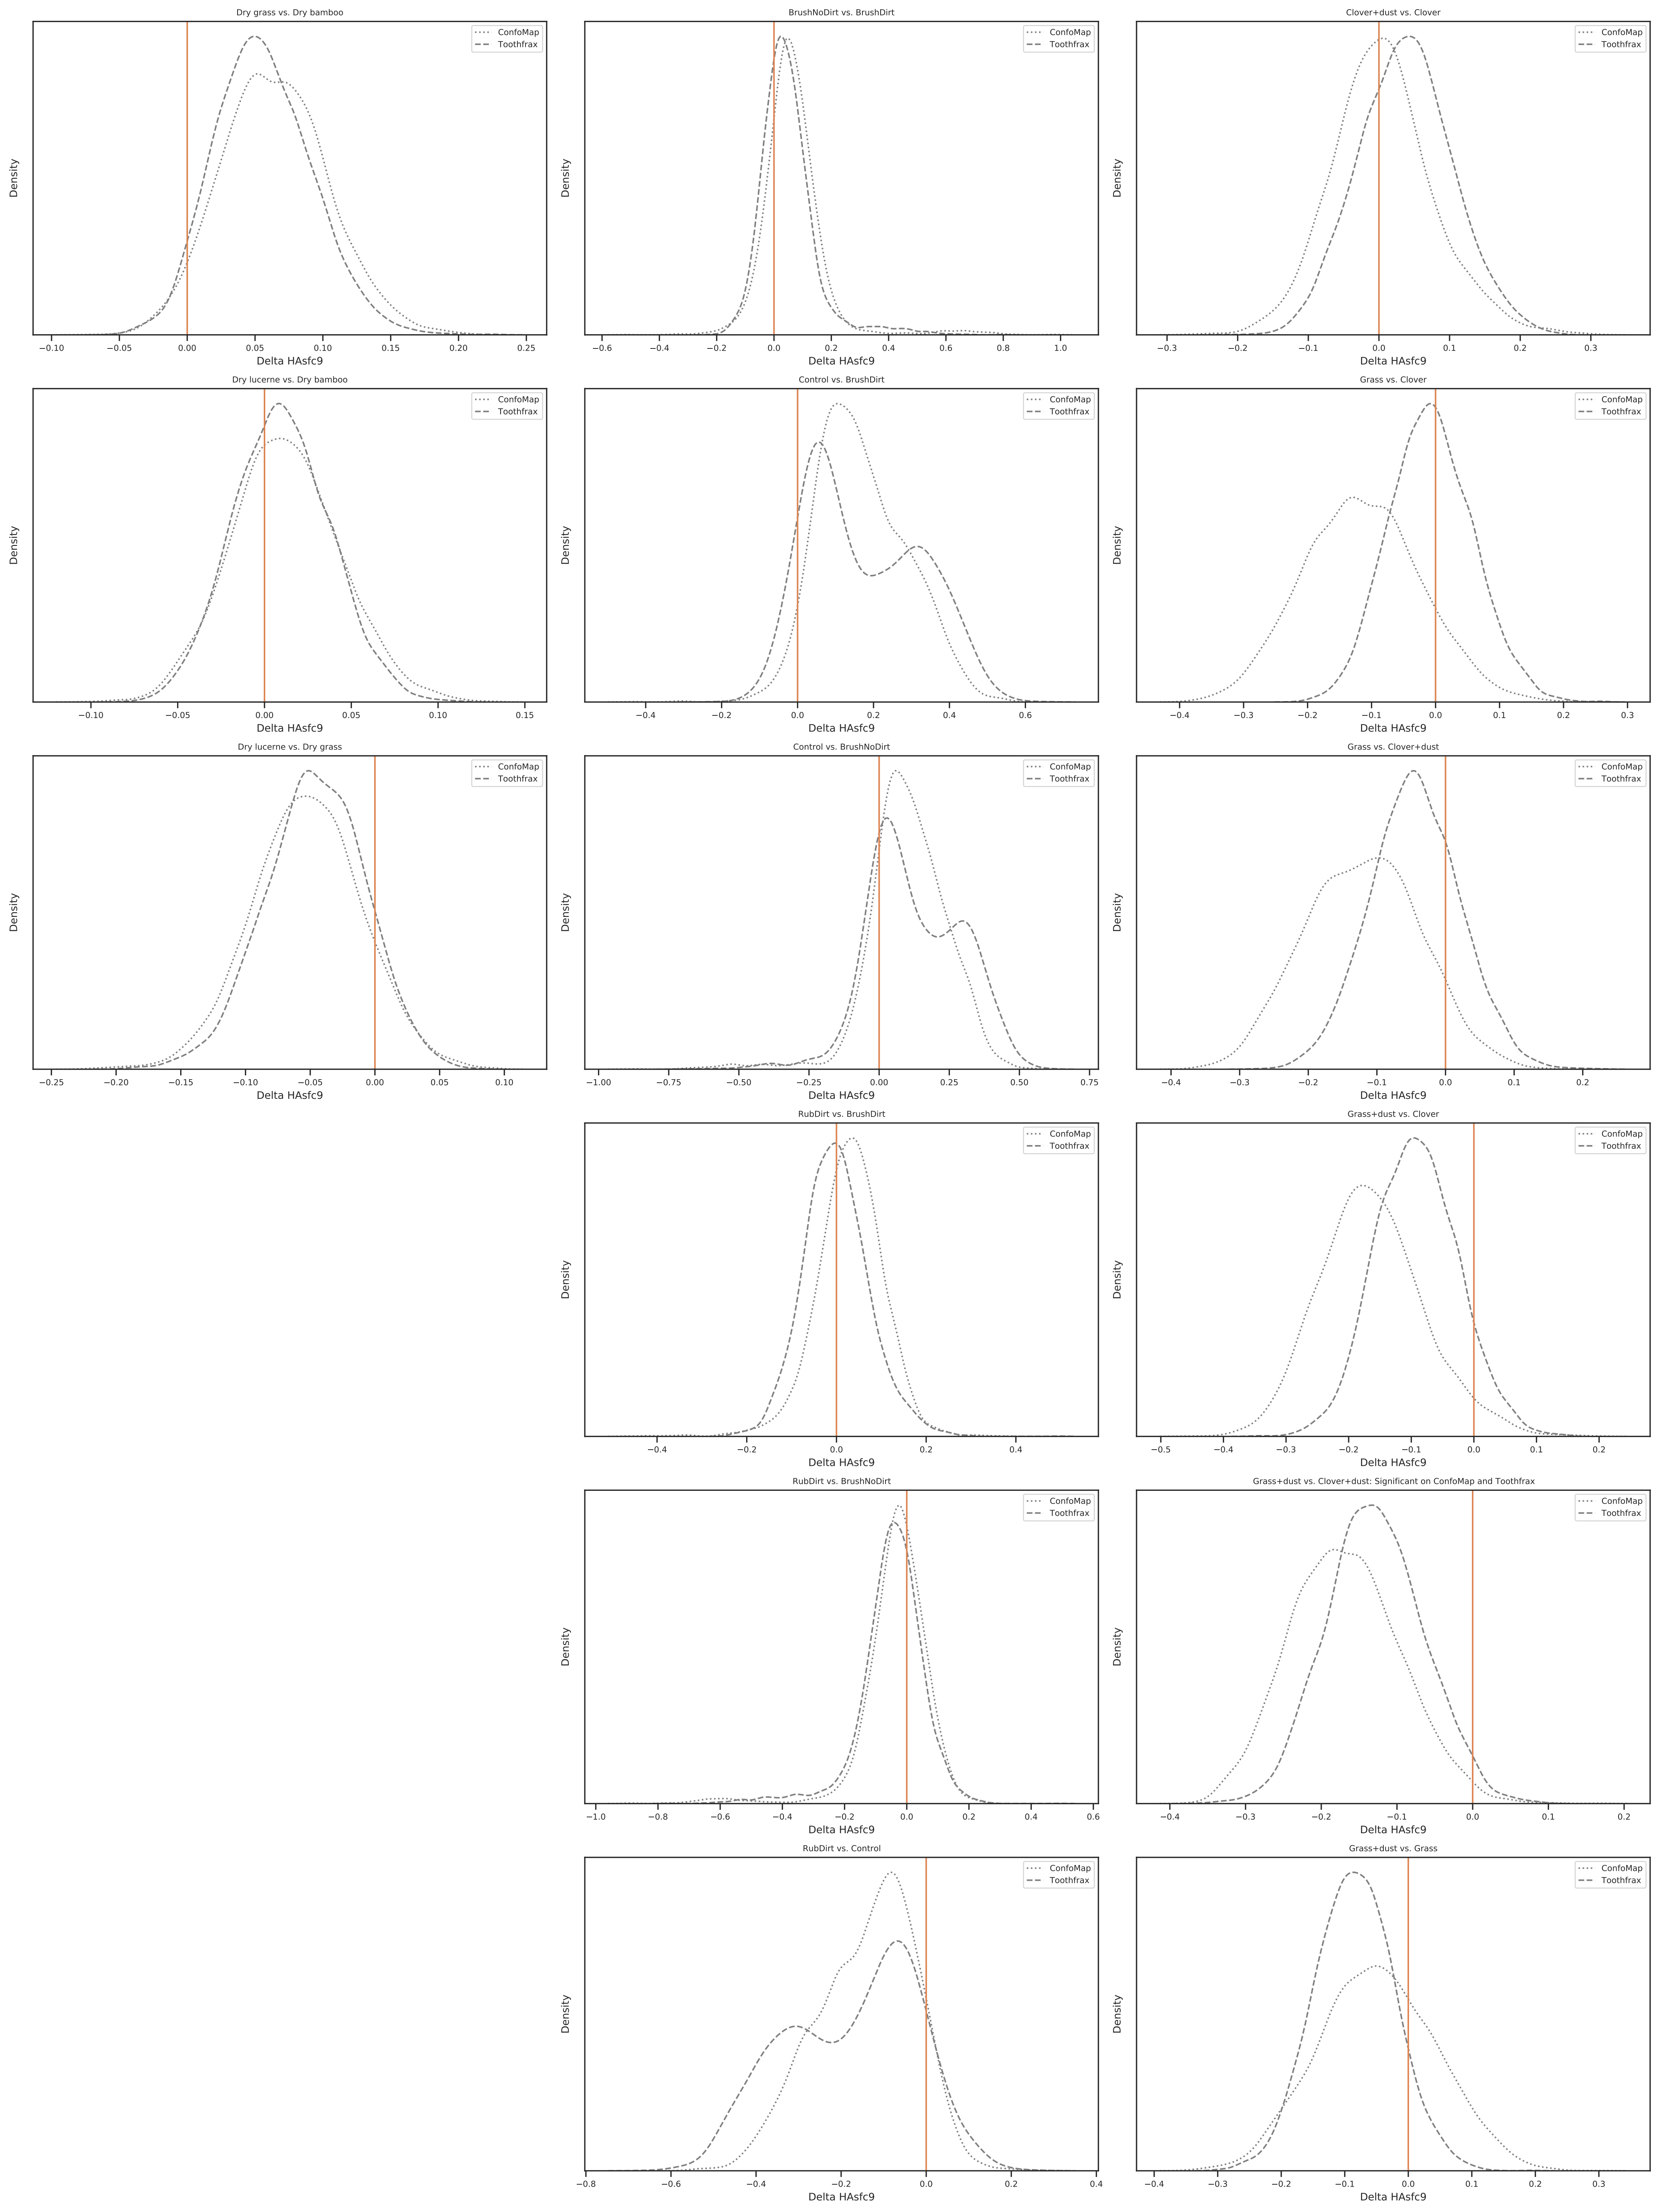 Dry grass vs. Dry bamboo
ConfoMap
Toothfrax
Density
−0.10 −0.05 0.00 0.05 0.10 0.15 0.20 0.25
Delta HAsfc9
BrushNoDirt vs. BrushDirt
ConfoMap
Toothfrax
Density
−0.6 −0.4 −0.2 0.0 0.2 0.4 0.6 0.8 1.0
Delta HAsfc9
Clover+dust vs. Clover
ConfoMap
Toothfrax
Density
−0.3 −0.2 −0.1 0.0 0.1 0.2 0.3
Delta HAsfc9
Dry lucerne vs. Dry bamboo
ConfoMap
Toothfrax
Density
−0.10 −0.05 0.00 0.05 0.10 0.15
Delta HAsfc9
Control vs. BrushDirt
ConfoMap
Toothfrax
Density
−0.4 −0.2 0.0 0.2 0.4 0.6
Delta HAsfc9
Grass vs. Clover
ConfoMap
Toothfrax
Density
−0.4 −0.3 −0.2 −0.1 0.0 0.1 0.2 0.3
Delta HAsfc9
Dry lucerne vs. Dry grass
ConfoMap
Toothfrax
Density
−0.25 −0.20 −0.15 −0.10 −0.05 0.00 0.05 0.10
Delta HAsfc9
Control vs. BrushNoDirt
ConfoMap
Toothfrax
Density
−1.00 −0.75 −0.50 −0.25 0.00 0.25 0.50 0.75
Delta HAsfc9
Grass vs. Clover+dust
ConfoMap
Toothfrax
Density
−0.4 −0.3 −0.2 −0.1 0.0 0.1 0.2
Delta HAsfc9
RubDirt vs. BrushDirt
ConfoMap
Toothfrax
Density
−0.4 −0.2 0.0 0.2 0.4
Delta HAsfc9
Grass+dust vs. Clover
ConfoMap
Toothfrax
Density
−0.5 −0.4 −0.3 −0.2 −0.1 0.0 0.1 0.2
Delta HAsfc9
RubDirt vs. BrushNoDirt
ConfoMap
Toothfrax
Density
−1.0 −0.8 −0.6 −0.4 −0.2 0.0 0.2 0.4 0.6
Delta HAsfc9
Grass+dust vs. Clover+dust: Significant on ConfoMap and Toothfrax
ConfoMap
Toothfrax
Density
−0.4 −0.3 −0.2 −0.1 0.0 0.1 0.2
Delta HAsfc9
RubDirt vs. Control
ConfoMap
Toothfrax
Density
−0.8 −0.6 −0.4 −0.2 0.0 0.2 0.4
Delta HAsfc9
Grass+dust vs. Grass
ConfoMap
Toothfrax
Density
−0.4 −0.3 −0.2 −0.1 0.0 0.1 0.2 0.3
Delta HAsfc9